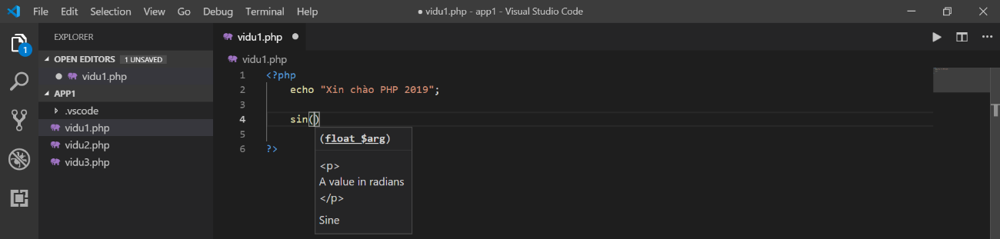 File Edit Selection View Go Debug Terminal Help
● vidu1.php - app1 - Visual Studio Code
EXPLORER
OPEN EDITORS 1 UNSAVED
vidu1.php
APP1
.vscode
vidu1.php
vidu2.php
vidu3.php
1
vidu1.php
vidu1.php
1 <?php
2 echo "Xin chào PHP 2019";
3
4 sin()
5
6 ?>
(float $arg)
<p>
A value in radians
</p>
Sine